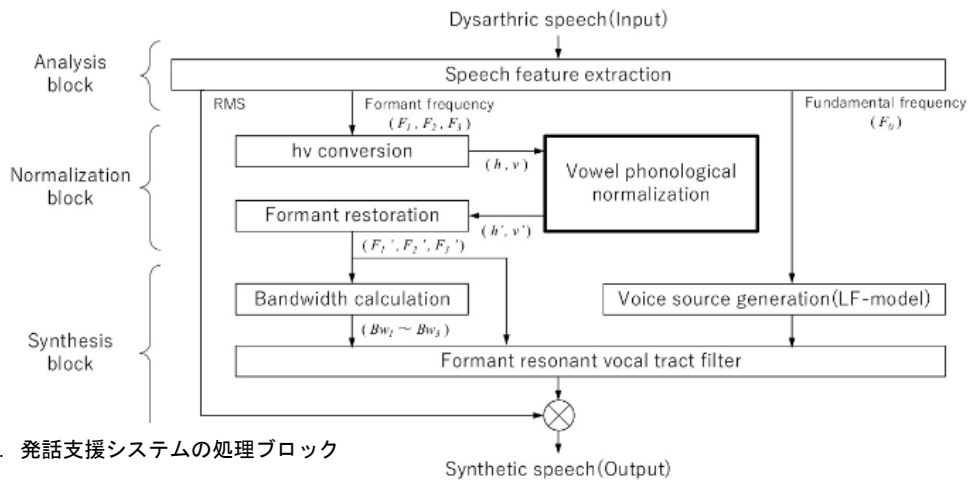 Dysarthric speech(Input)
Analysis
block
Speech feature extraction
RMS
Formant frequency
(F₁, F₂, F₃)
Fundamental frequency
(F₀)
Normalization
block
hv conversion
(h, v)
Vowel phonological
normalization
Formant restoration
(h', v')
(F₁', F₂', F₃')
Synthesis
block
Bandwidth calculation
Voice source generation(LF-model)
(Bw₁ ~ Bw₃)
Formant resonant vocal tract filter
. 発話支援システムの処理ブロック
Synthetic speech(Output)